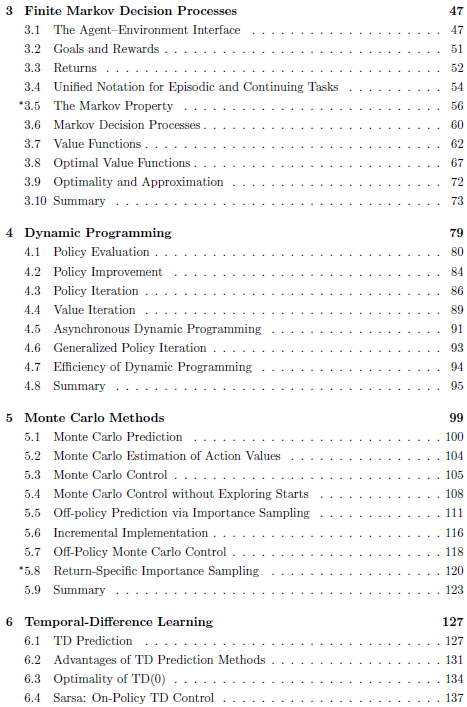 3 Finite Markov Decision Processes 47
3.1 The Agent–Environment Interface . . . . . . . . . . . . . . . . . 47
3.2 Goals and Rewards . . . . . . . . . . . . . . . . . . . . . . . . 51
3.3 Returns . . . . . . . . . . . . . . . . . . . . . . . . . . . . . 52
3.4 Unified Notation for Episodic and Continuing Tasks . . . . . . . . 54
*3.5 The Markov Property . . . . . . . . . . . . . . . . . . . . . . . 56
3.6 Markov Decision Processes . . . . . . . . . . . . . . . . . . . . . 60
3.7 Value Functions . . . . . . . . . . . . . . . . . . . . . . . . . . 62
3.8 Optimal Value Functions . . . . . . . . . . . . . . . . . . . . . . 67
3.9 Optimality and Approximation . . . . . . . . . . . . . . . . . . . 72
3.10 Summary . . . . . . . . . . . . . . . . . . . . . . . . . . . . . 73
4 Dynamic Programming 79
4.1 Policy Evaluation . . . . . . . . . . . . . . . . . . . . . . . . . 80
4.2 Policy Improvement . . . . . . . . . . . . . . . . . . . . . . . . 84
4.3 Policy Iteration . . . . . . . . . . . . . . . . . . . . . . . . . . 86
4.4 Value Iteration . . . . . . . . . . . . . . . . . . . . . . . . . . 89
4.5 Asynchronous Dynamic Programming . . . . . . . . . . . . . . . . 91
4.6 Generalized Policy Iteration . . . . . . . . . . . . . . . . . . . . 93
4.7 Efficiency of Dynamic Programming . . . . . . . . . . . . . . . . . 94
4.8 Summary . . . . . . . . . . . . . . . . . . . . . . . . . . . . . 95
5 Monte Carlo Methods 99
5.1 Monte Carlo Prediction . . . . . . . . . . . . . . . . . . . . . . 100
5.2 Monte Carlo Estimation of Action Values . . . . . . . . . . . . . . 104
5.3 Monte Carlo Control . . . . . . . . . . . . . . . . . . . . . . . . 105
5.4 Monte Carlo Control without Exploring Starts . . . . . . . . . . . 108
5.5 Off-policy Prediction via Importance Sampling . . . . . . . . . . . 111
5.6 Incremental Implementation . . . . . . . . . . . . . . . . . . . . 116
5.7 Off-Policy Monte Carlo Control . . . . . . . . . . . . . . . . . . . 118
*5.8 Return-Specific Importance Sampling . . . . . . . . . . . . . . . 120
5.9 Summary . . . . . . . . . . . . . . . . . . . . . . . . . . . . . 123
6 Temporal-Difference Learning 127
6.1 TD Prediction . . . . . . . . . . . . . . . . . . . . . . . . . . . 127
6.2 Advantages of TD Prediction Methods . . . . . . . . . . . . . . . . 131
6.3 Optimality of TD(0) . . . . . . . . . . . . . . . . . . . . . . . . 134
6.4 Sarsa: On-Policy TD Control . . . . . . . . . . . . . . . . . . . . 137